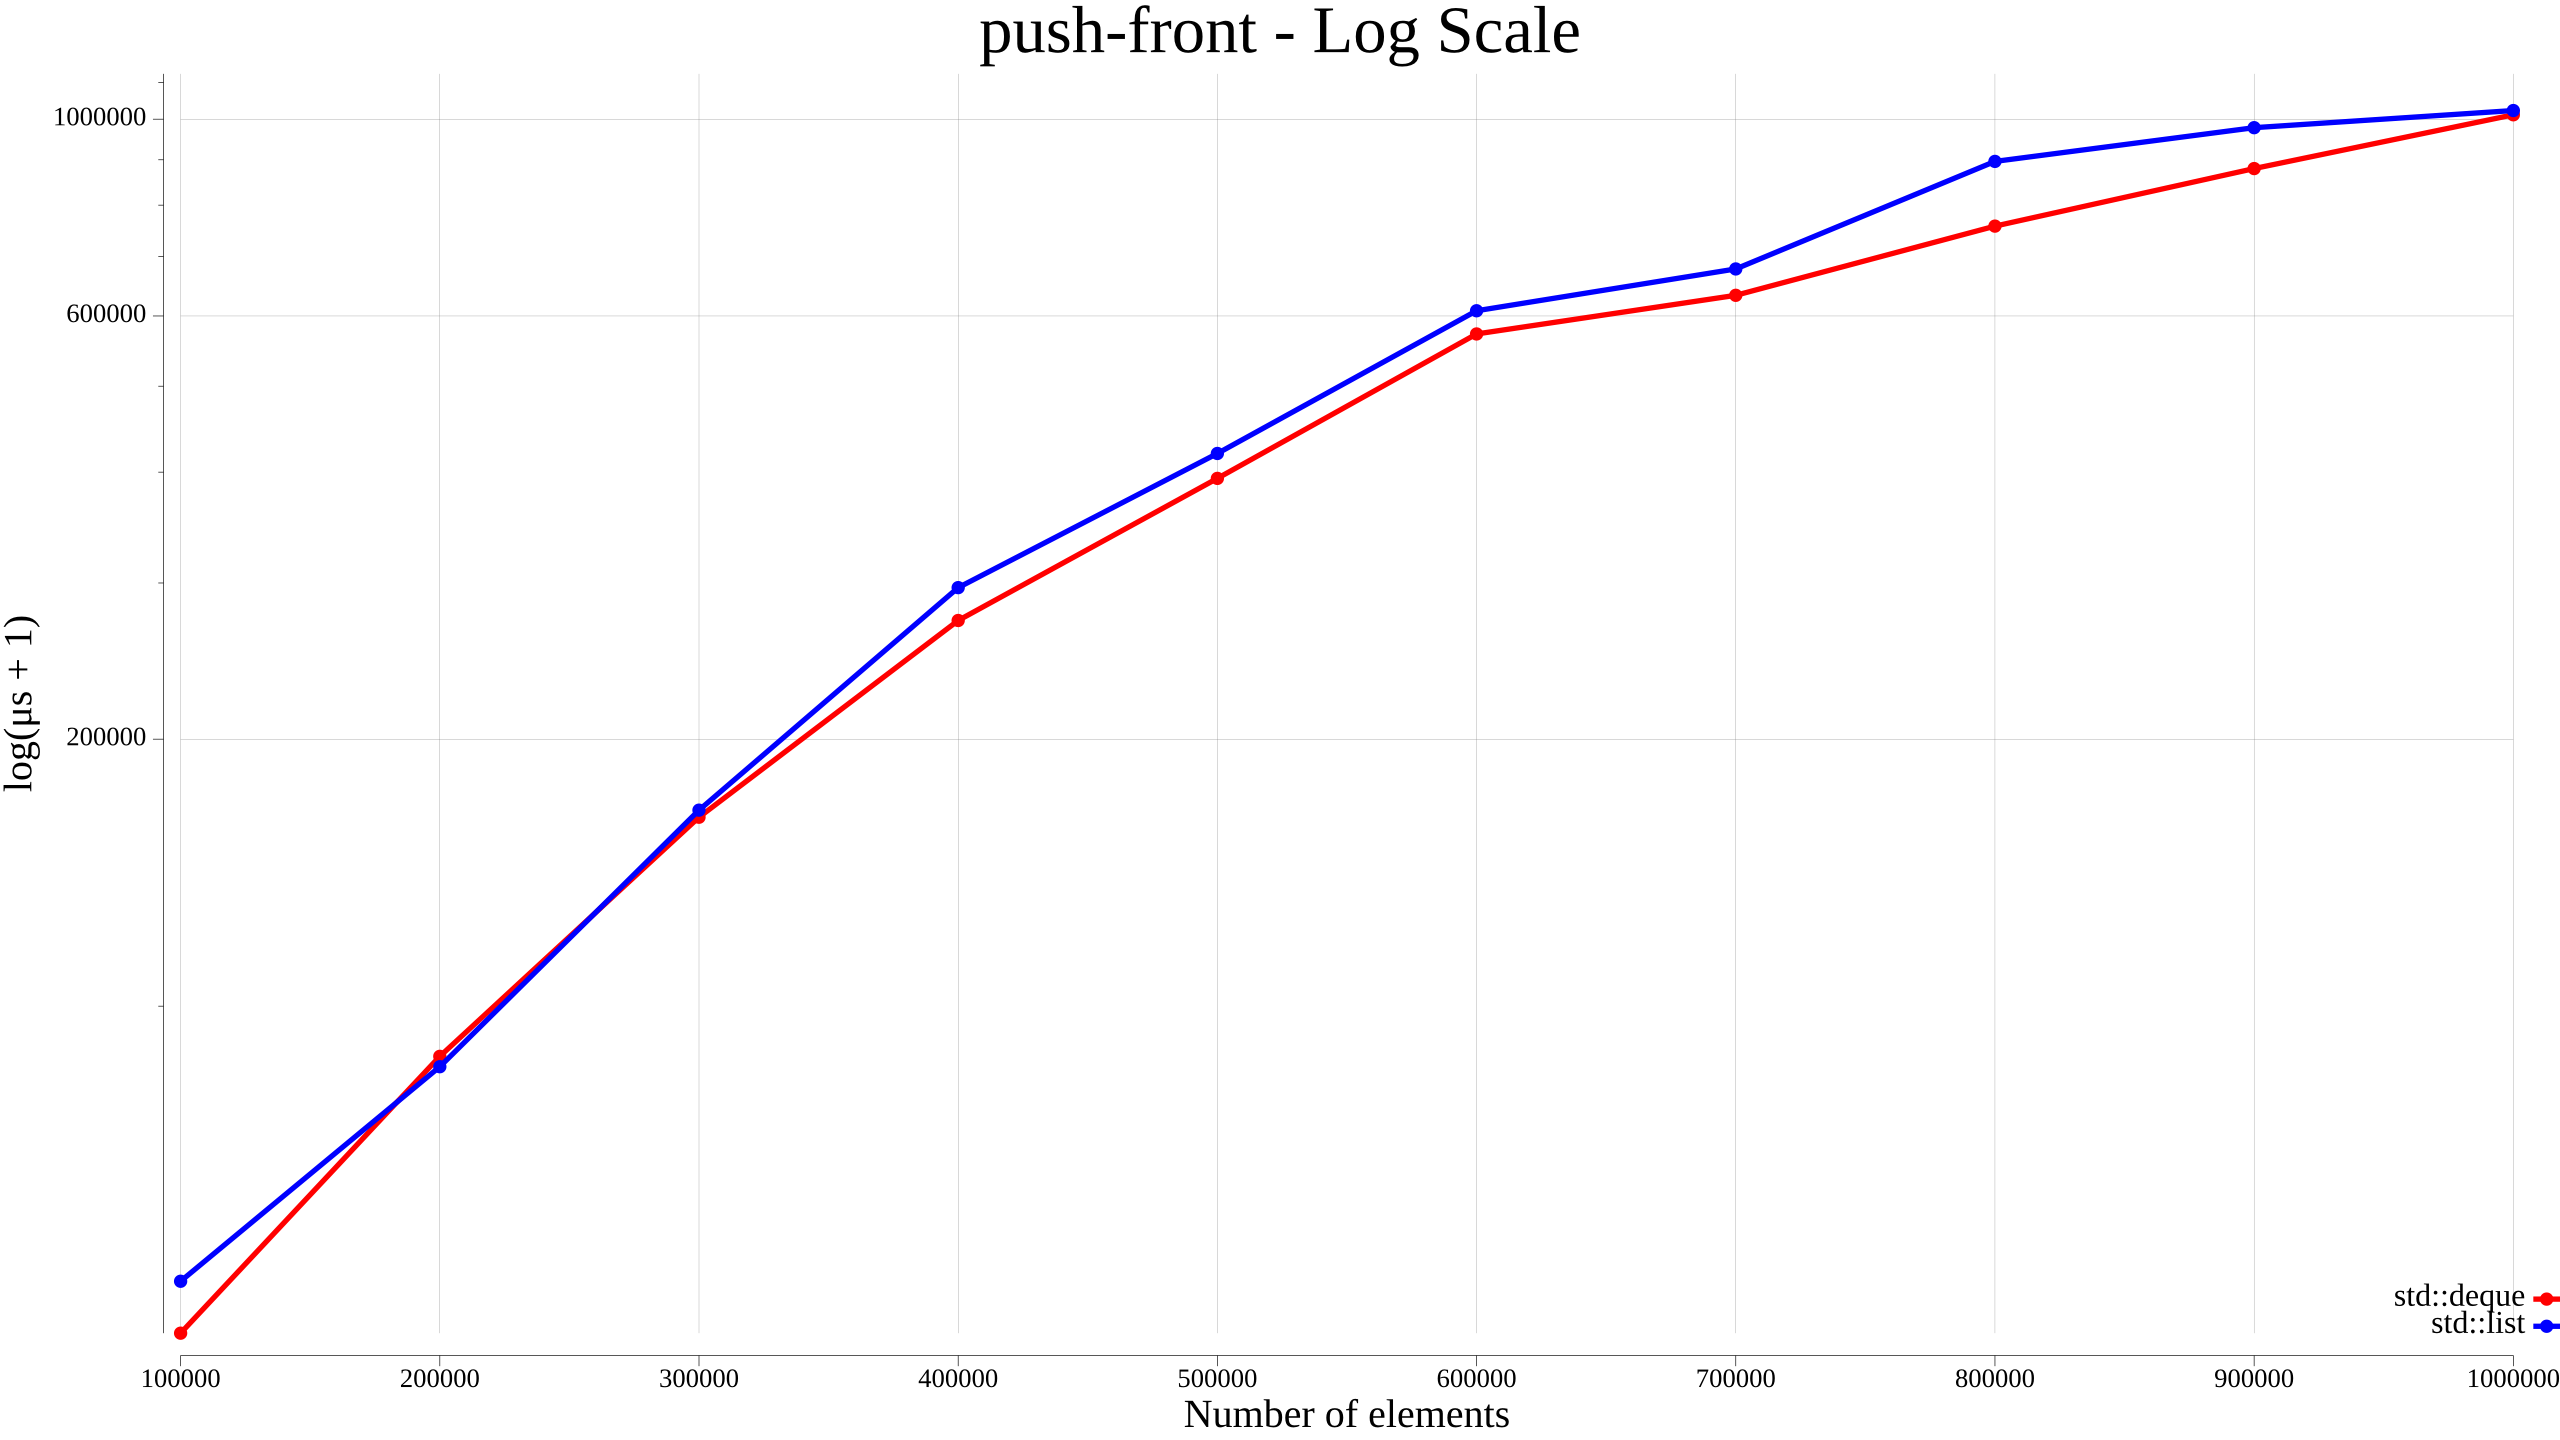 push-front - Log Scale
1000000
600000
200000
log(μs + 1)
std::deque
std::list
100000 200000 300000 400000 500000 600000 700000 800000 900000 1000000
Number of elements